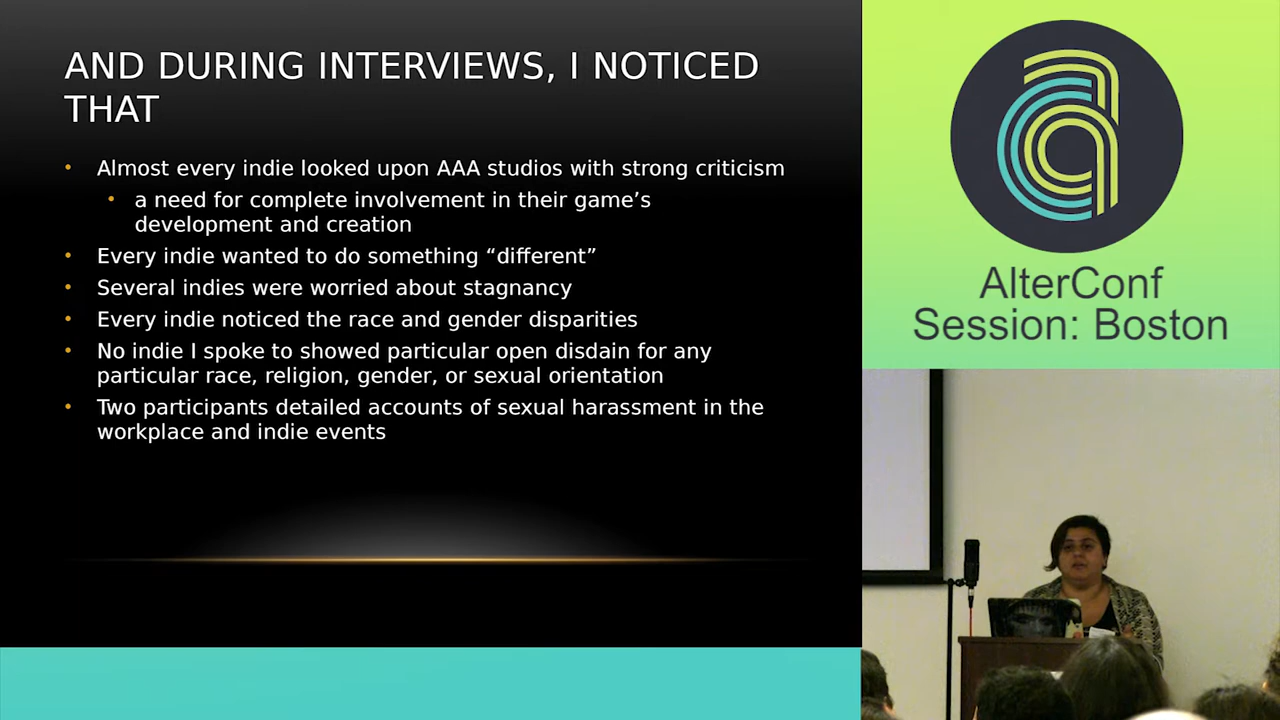 AND DURING INTERVIEWS, I NOTICED
THAT
• Almost every indie looked upon AAA studios with strong criticism
• a need for complete involvement in their game’s
development and creation
• Every indie wanted to do something “different”
• Several indies were worried about stagnancy
• Every indie noticed the race and gender disparities
• No indie I spoke to showed particular open disdain for any
particular race, religion, gender, or sexual orientation
• Two participants detailed accounts of sexual harassment in the
workplace and indie events
AlterConf
Session: Boston